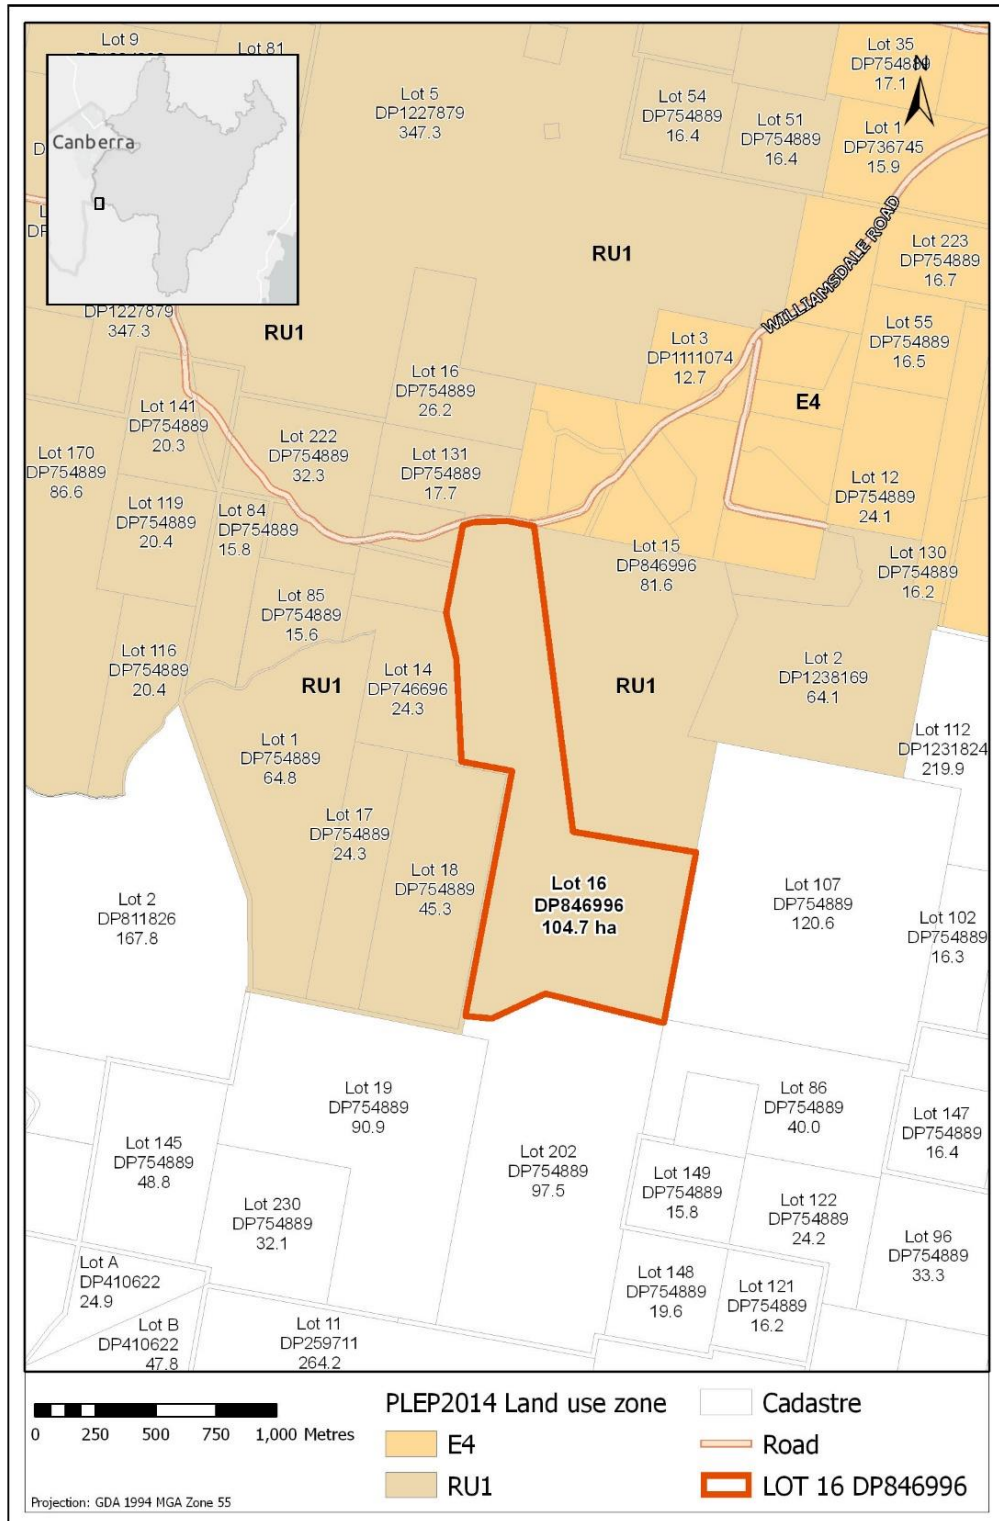 Lot 9
Lot 81
Canberra
Lot 5
DP1227879
347.3
Lot 54
DP754889
16.4
Lot 51
DP754889
16.4
Lot 35
DP754889
17.1
N
Lot 1
DP736745
15.9
WILLIAMSDALE ROAD
Lot 223
DP754889
16.7
RU1
DP1227879
347.3
RU1
Lot 3
DP1111074
12.7
Lot 55
DP754889
16.5
Lot 16
DP754889
26.2
E4
Lot 141
DP754889
20.3
Lot 222
DP754889
32.3
Lot 170
DP754889
86.6
Lot 131
DP754889
17.7
Lot 12
DP754889
24.1
Lot 119
DP754889
20.4
Lot 84
DP754889
15.8
Lot 15
DP846996
81.6
Lot 130
DP754889
16.2
Lot 85
DP754889
15.6
Lot 116
DP754889
20.4
RU1
Lot 14
DP746696
24.3
RU1
Lot 2
DP1238169
64.1
Lot 1
DP754889
64.8
Lot 112
DP1231824
219.9
Lot 17
DP754889
24.3
Lot 18
DP754889
45.3
Lot 16
DP846996
104.7 ha
Lot 107
DP754889
120.6
Lot 2
DP811826
167.8
Lot 102
DP754889
16.3
Lot 19
DP754889
90.9
Lot 86
DP754889
40.0
Lot 147
DP754889
16.4
Lot 145
DP754889
48.8
Lot 202
DP754889
97.5
Lot 149
DP754889
15.8
Lot 122
DP754889
24.2
Lot 230
DP754889
32.1
Lot 96
DP754889
33.3
Lot A
DP410622
24.9
Lot 148
DP754889
19.6
Lot 121
DP754889
16.2
Lot B
DP410622
47.8
Lot 11
DP259711
264.2
0 250 500 750 1,000 Metres
Projection: GDA 1994 MGA Zone 55
PLEP2014 Land use zone
E4
RU1
Cadastre
Road
LOT 16 DP846996